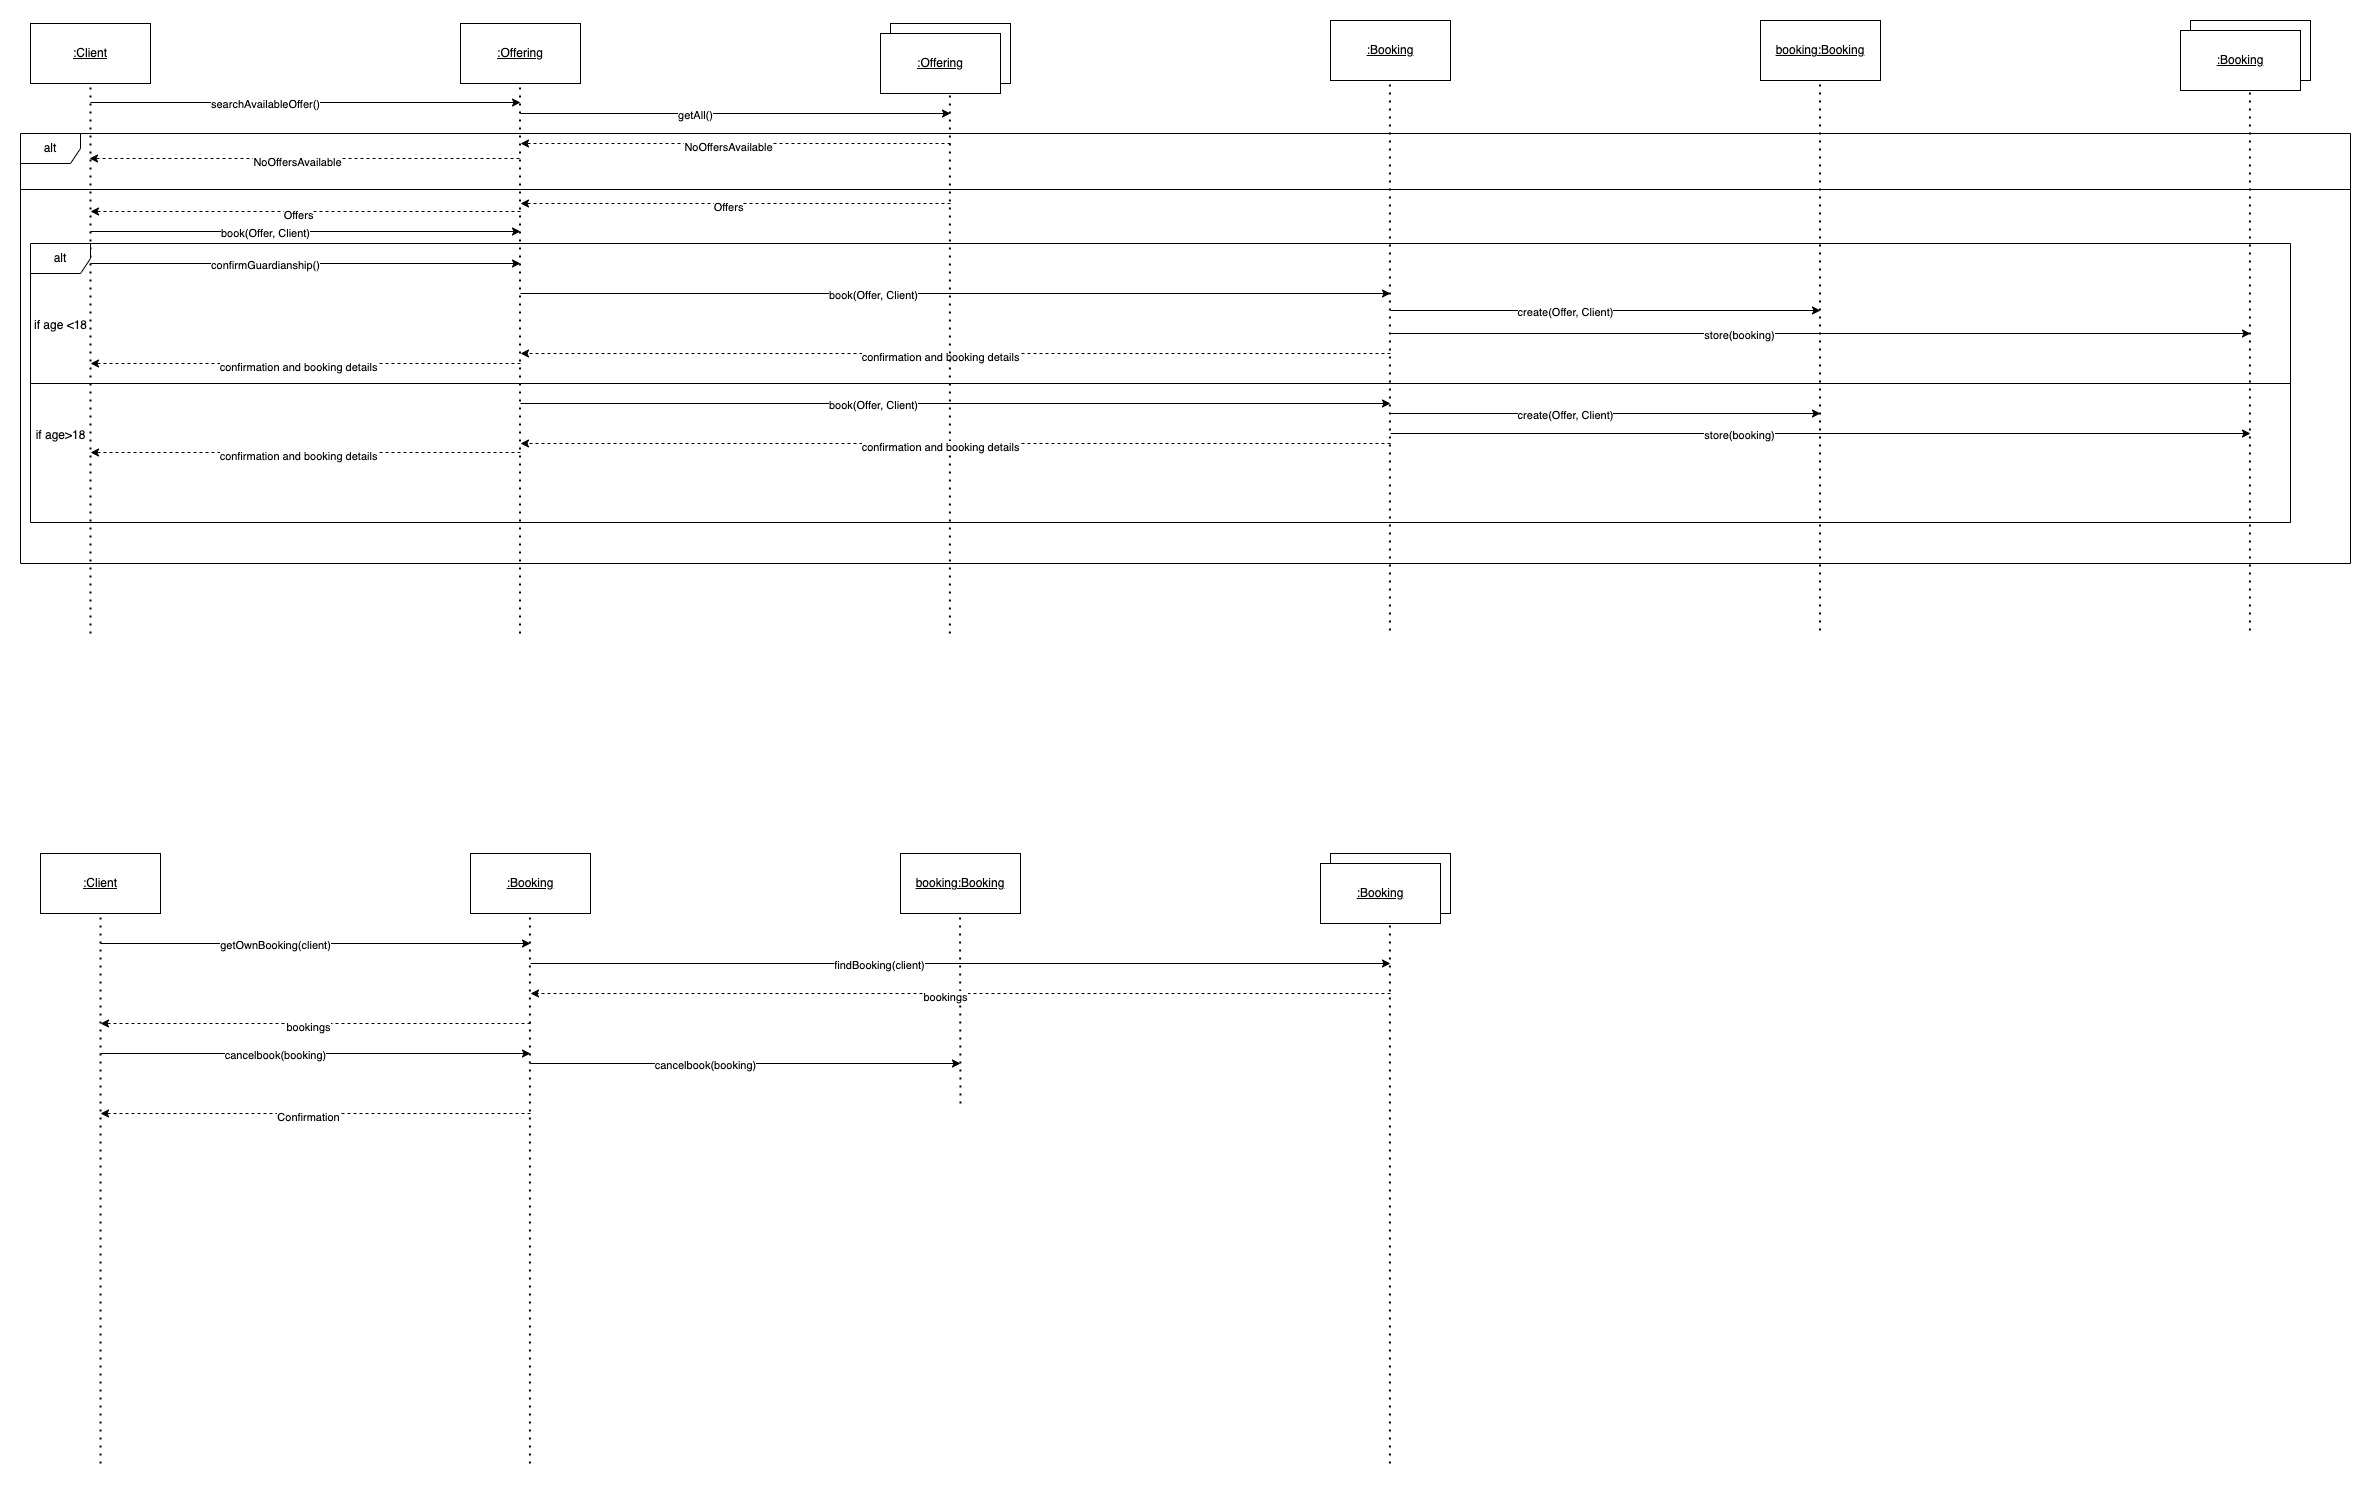 :Client
:Offering
:Offering
:Booking
booking:Booking
:Booking
searchAvailableOffer()
getAll()
alt
NoOffersAvailable
NoOffersAvailable
Offers
Offers
book(Offer, Client)
alt
confirmGuardianship()
book(Offer, Client)
create(Offer, Client)
if age <18
store(booking)
confirmation and booking details
confirmation and booking details
book(Offer, Client)
create(Offer, Client)
if age>18
store(booking)
confirmation and booking details
confirmation and booking details
:Client
:Booking
booking:Booking
:Booking
getOwnBooking(client)
findBooking(client)
bookings
bookings
cancelbook(booking)
cancelbook(booking)
Confirmation